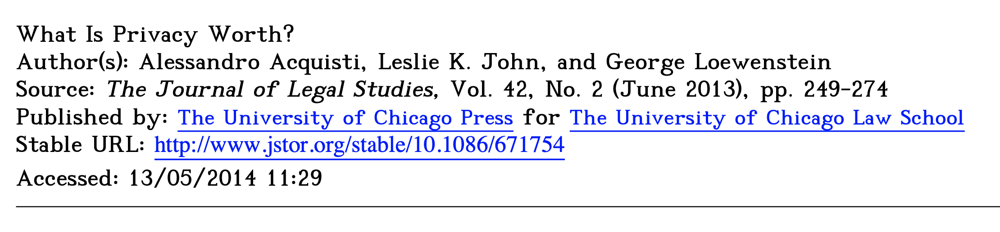 What Is Privacy Worth?
Author(s): Alessandro Acquisti, Leslie K. John, and George Loewenstein
Source: The Journal of Legal Studies, Vol. 42, No. 2 (June 2013), pp. 249-274
Published by: The University of Chicago Press for The University of Chicago Law School
Stable URL: http://www.jstor.org/stable/10.1086/671754
Accessed: 13/05/2014 11:29